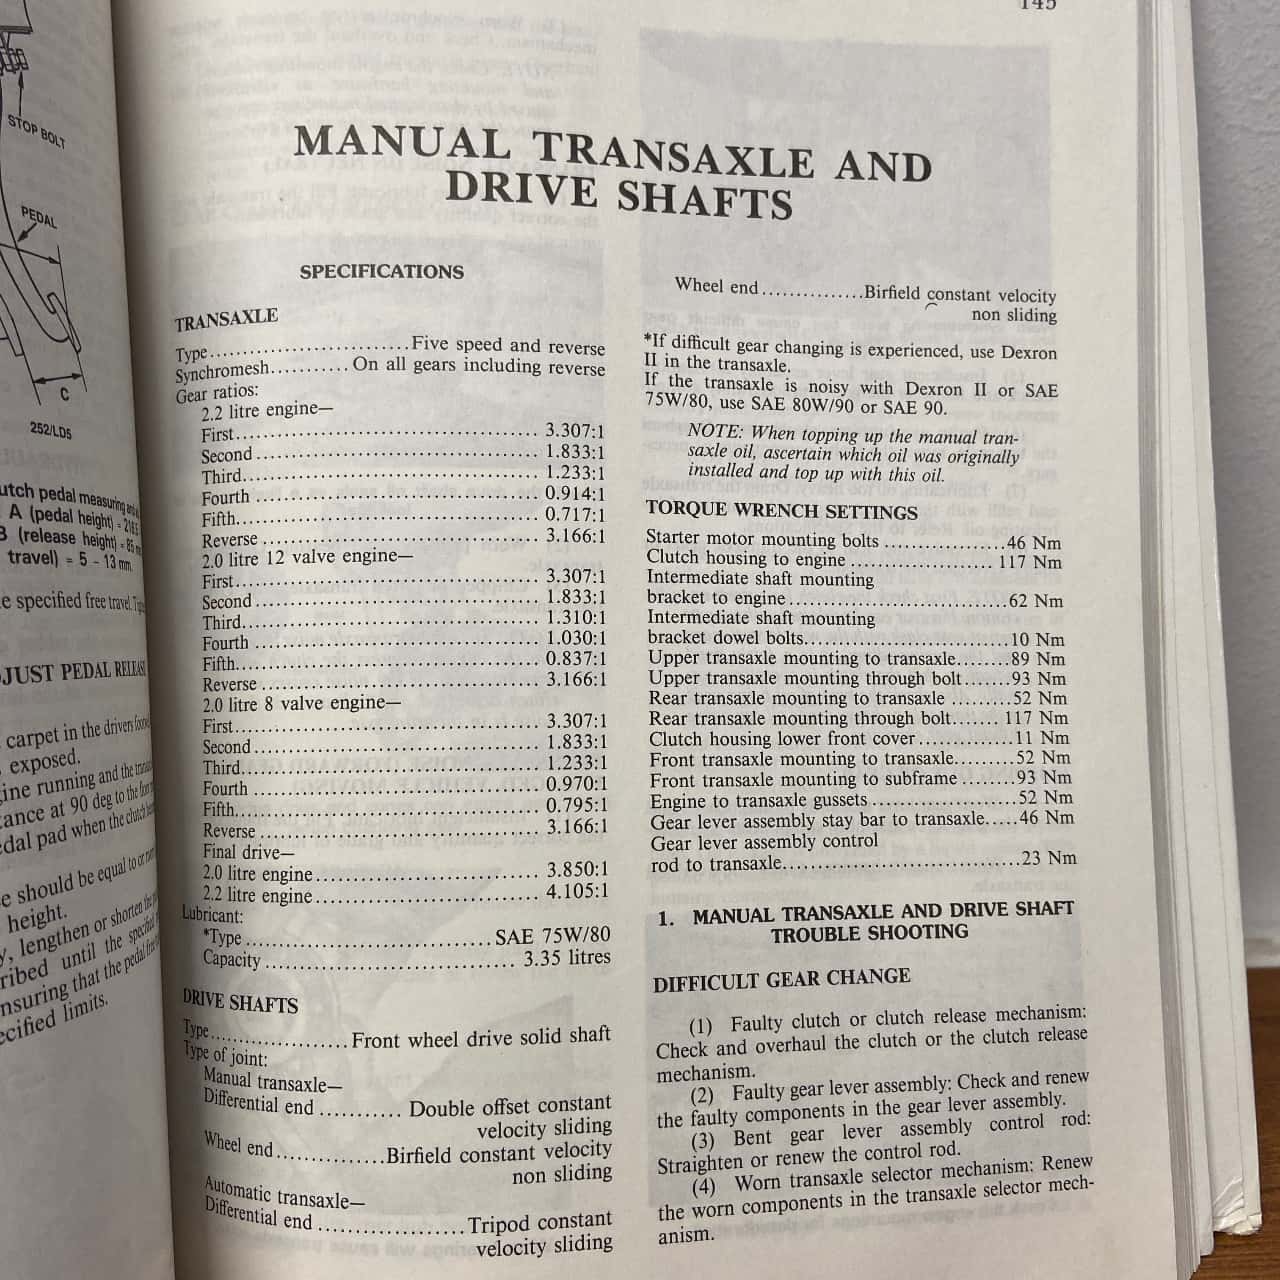 145
STOP BOLT
PEDAL
C
252/LD5
utch pedal measuring
A (pedal height) =
B (release height) =
travel) = 5 – 13 mm.
e specified free travel.
JUST PEDAL RELEASE
carpet in the drivers
exposed.
ine running and the
ance at 90 deg to the
dal pad when the clutch
e should be equal to or
height.
y, lengthen or shorten the
ribed until the specified
nsuring that the pedal free
ecified limits.
MANUAL TRANSAXLE AND
DRIVE SHAFTS
SPECIFICATIONS
TRANSAXLE
Type...........................Five speed and reverse
Synchromesh........... On all gears including reverse
Gear ratios:
2.2 litre engine—
First..................................... 3.307:1
Second .................................. 1.833:1
Third..................................... 1.233:1
Fourth ................................... 0.914:1
Fifth...................................... 0.717:1
Reverse .................................. 3.166:1
2.0 litre 12 valve engine—
First..................................... 3.307:1
Second .................................. 1.833:1
Third..................................... 1.310:1
Fourth ................................... 1.030:1
Fifth...................................... 0.837:1
Reverse .................................. 3.166:1
2.0 litre 8 valve engine—
First..................................... 3.307:1
Second .................................. 1.833:1
Third..................................... 1.233:1
Fourth ................................... 0.970:1
Fifth...................................... 0.795:1
Reverse .................................. 3.166:1
Final drive—
2.0 litre engine............................ 3.850:1
2.2 litre engine............................ 4.105:1
Lubricant:
*Type .............................. SAE 75W/80
Capacity ................................ 3.35 litres
DRIVE SHAFTS
Type....................Front wheel drive solid shaft
Type of joint:
Manual transaxle—
Differential end ........... Double offset constant
velocity sliding
Wheel end...............Birfield constant velocity
non sliding
Automatic transaxle—
Differential end ...................Tripod constant
velocity sliding
Wheel end...............Birfield constant velocity
non sliding
*If difficult gear changing is experienced, use Dexron
II in the transaxle.
If the transaxle is noisy with Dexron II or SAE
75W/80, use SAE 80W/90 or SAE 90.
NOTE: When topping up the manual tran-
saxle oil, ascertain which oil was originally
installed and top up with this oil.
TORQUE WRENCH SETTINGS
Starter motor mounting bolts .................46 Nm
Clutch housing to engine ..................... 117 Nm
Intermediate shaft mounting
bracket to engine................................62 Nm
Intermediate shaft mounting
bracket dowel bolts..............................10 Nm
Upper transaxle mounting to transaxle........89 Nm
Upper transaxle mounting through bolt.......93 Nm
Rear transaxle mounting to transaxle .........52 Nm
Rear transaxle mounting through bolt....... 117 Nm
Clutch housing lower front cover..............11 Nm
Front transaxle mounting to transaxle.........52 Nm
Front transaxle mounting to subframe ........93 Nm
Engine to transaxle gussets .....................52 Nm
Gear lever assembly stay bar to transaxle.....46 Nm
Gear lever assembly control
rod to transaxle...................................23 Nm
1. MANUAL TRANSAXLE AND DRIVE SHAFT
TROUBLE SHOOTING
DIFFICULT GEAR CHANGE
(1) Faulty clutch or clutch release mechanism:
Check and overhaul the clutch or the clutch release
mechanism.
(2) Faulty gear lever assembly: Check and renew
the faulty components in the gear lever assembly.
(3) Bent gear lever assembly control rod:
Straighten or renew the control rod.
(4) Worn transaxle selector mechanism: Renew
the worn components in the transaxle selector mech-
anism.